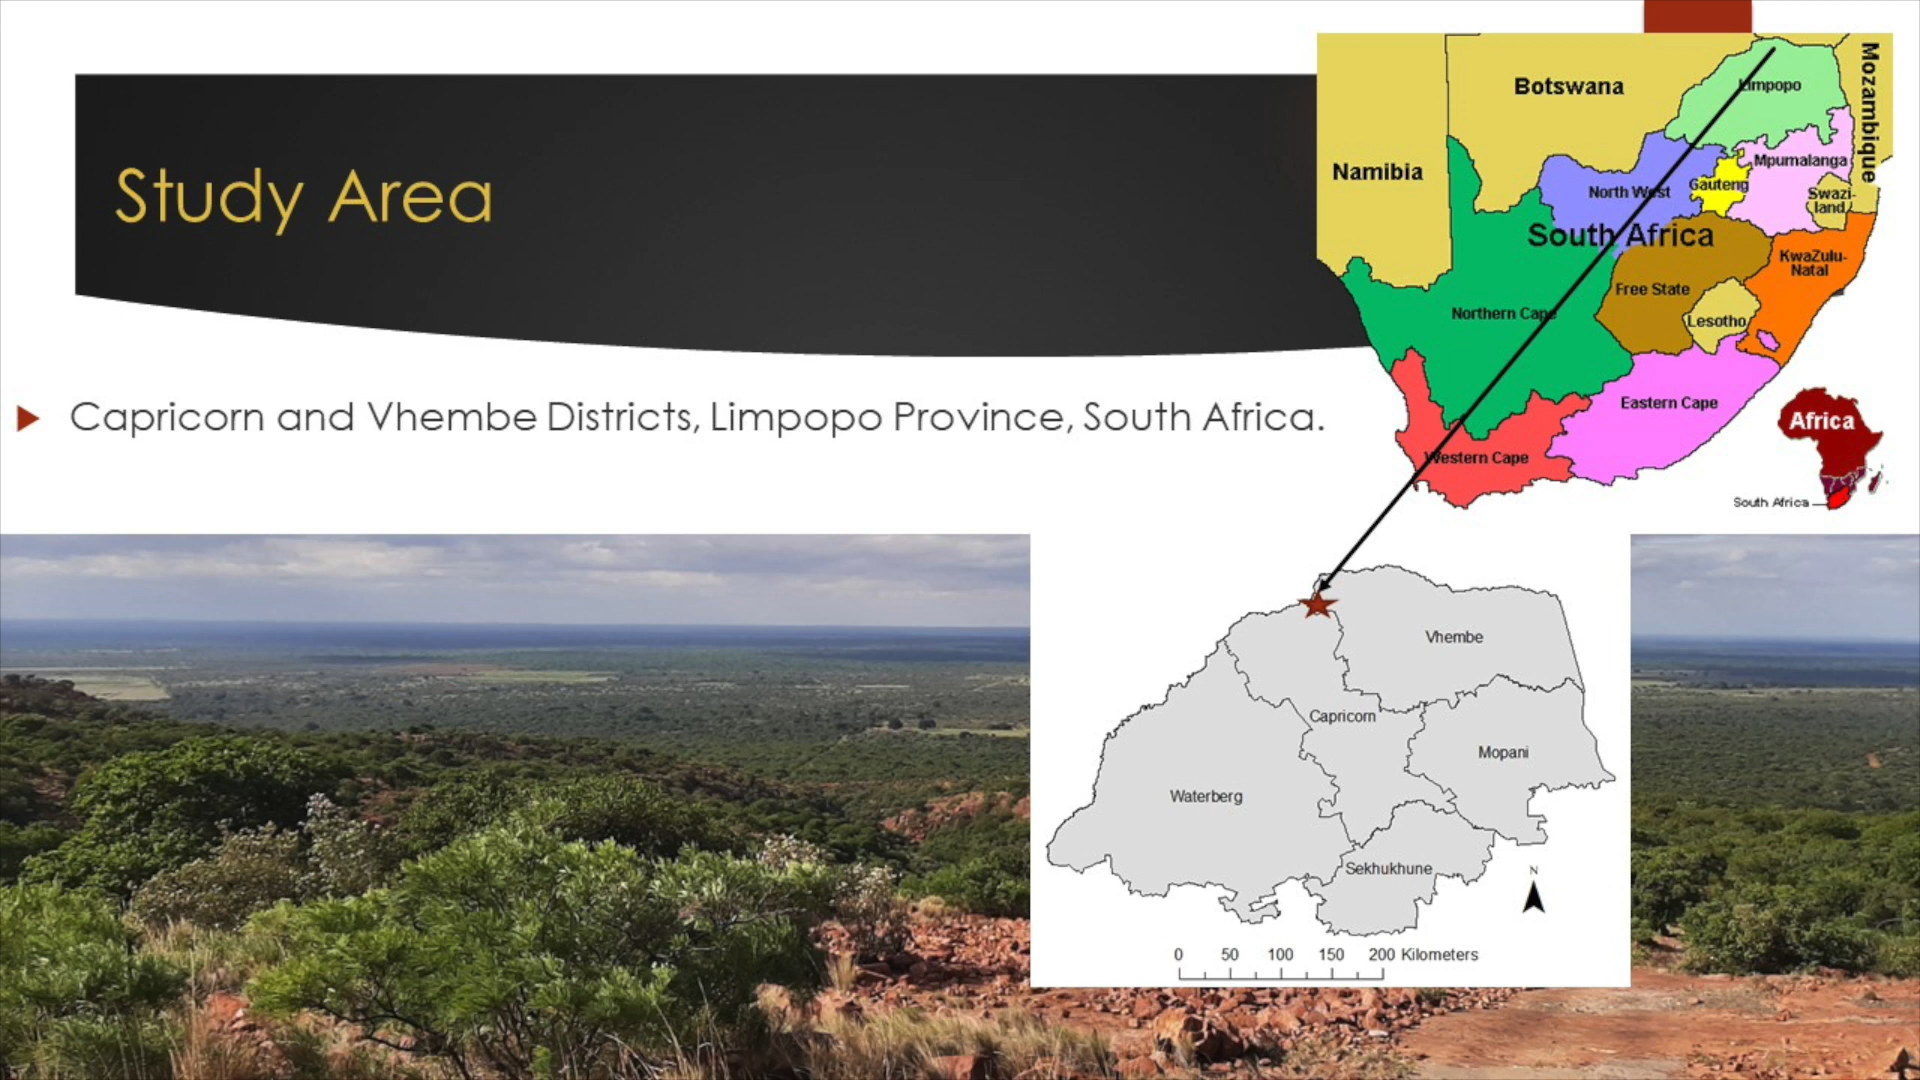 Study Area
Capricorn and Vhembe Districts, Limpopo Province, South Africa.
Botswana
Namibia
Mozambique
Limpopo
Mpumalanga
North West
Gauteng
Swazi-
land
South Africa
KwaZulu-
Natal
Free State
Northern Cape
Lesotho
Eastern Cape
Western Cape
Africa
South Africa
Vhembe
Capricorn
Mopani
Waterberg
Sekhukhune
N
0 50 100 150 200 Kilometers